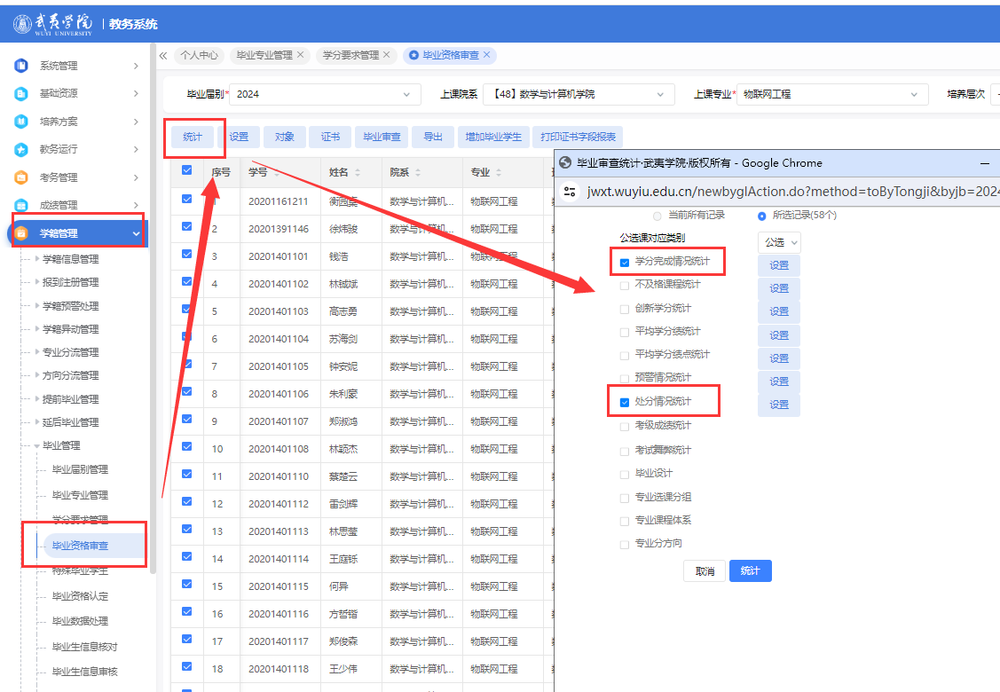 武夷学院 WUYI UNIVERSITY | 教务系统
系统管理
基础资源
培养方案
教务运行
考务管理
成绩管理
学籍管理
学籍信息管理
报到注册管理
学籍预警处理
学籍异动管理
专业分流管理
方向分流管理
提前毕业管理
延后毕业管理
毕业管理
毕业届别管理
毕业专业管理
学分要求管理
毕业资格审查
特殊毕业学生
毕业资格认定
毕业数据处理
毕业生信息核对
毕业生信息审核
个人中心 毕业专业管理 学分要求管理 毕业资格审查
毕业届别* 2024 上课院系 【48】数学与计算机学院 上课专业* 物联网工程 培养层次
统计 设置 对象 证书 毕业审查 导出 增加毕业学生 打印证书字段报表
序号 学号 姓名 院系 专业
1 20201161211 衡园桑 数学与计算机... 物联网工程
2 20201391146 徐炜骏 数学与计算机... 物联网工程
3 20201401101 钱浩 数学与计算机... 物联网工程
4 20201401102 林铖斌 数学与计算机... 物联网工程
5 20201401103 高志勇 数学与计算机... 物联网工程
6 20201401104 苏海剑 数学与计算机... 物联网工程
7 20201401105 钟安妮 数学与计算机... 物联网工程
8 20201401106 朱利豪 数学与计算机... 物联网工程
9 20201401107 郑淑鸿 数学与计算机... 物联网工程
10 20201401108 林颖杰 数学与计算机... 物联网工程
11 20201401110 蔡楚云 数学与计算机... 物联网工程
12 20201401112 雷剑辉 数学与计算机... 物联网工程
13 20201401113 林思莹 数学与计算机... 物联网工程
14 20201401114 王庭铄 数学与计算机... 物联网工程
15 20201401115 何异 数学与计算机... 物联网工程
16 20201401116 方哲锴 数学与计算机... 物联网工程
17 20201401117 郑俊森 数学与计算机... 物联网工程
18 20201401118 王少伟 数学与计算机... 物联网工程
毕业审查统计·武夷学院·版权所有 - Google Chrome
jwxt.wuyiu.edu.cn/newbyglAction.do?method=toByTongji&byjb=2024
当前所有记录 所选记录(58个)
公选课对应类别 公选
学分完成情况统计 设置
不及格课程统计 设置
创新学分统计 设置
平均学分绩统计 设置
平均学分绩点统计 设置
预警情况统计 设置
处分情况统计 设置
考级成绩统计
考试舞弊统计
毕业设计
专业选课分组
专业课程体系
专业分方向
取消 统计